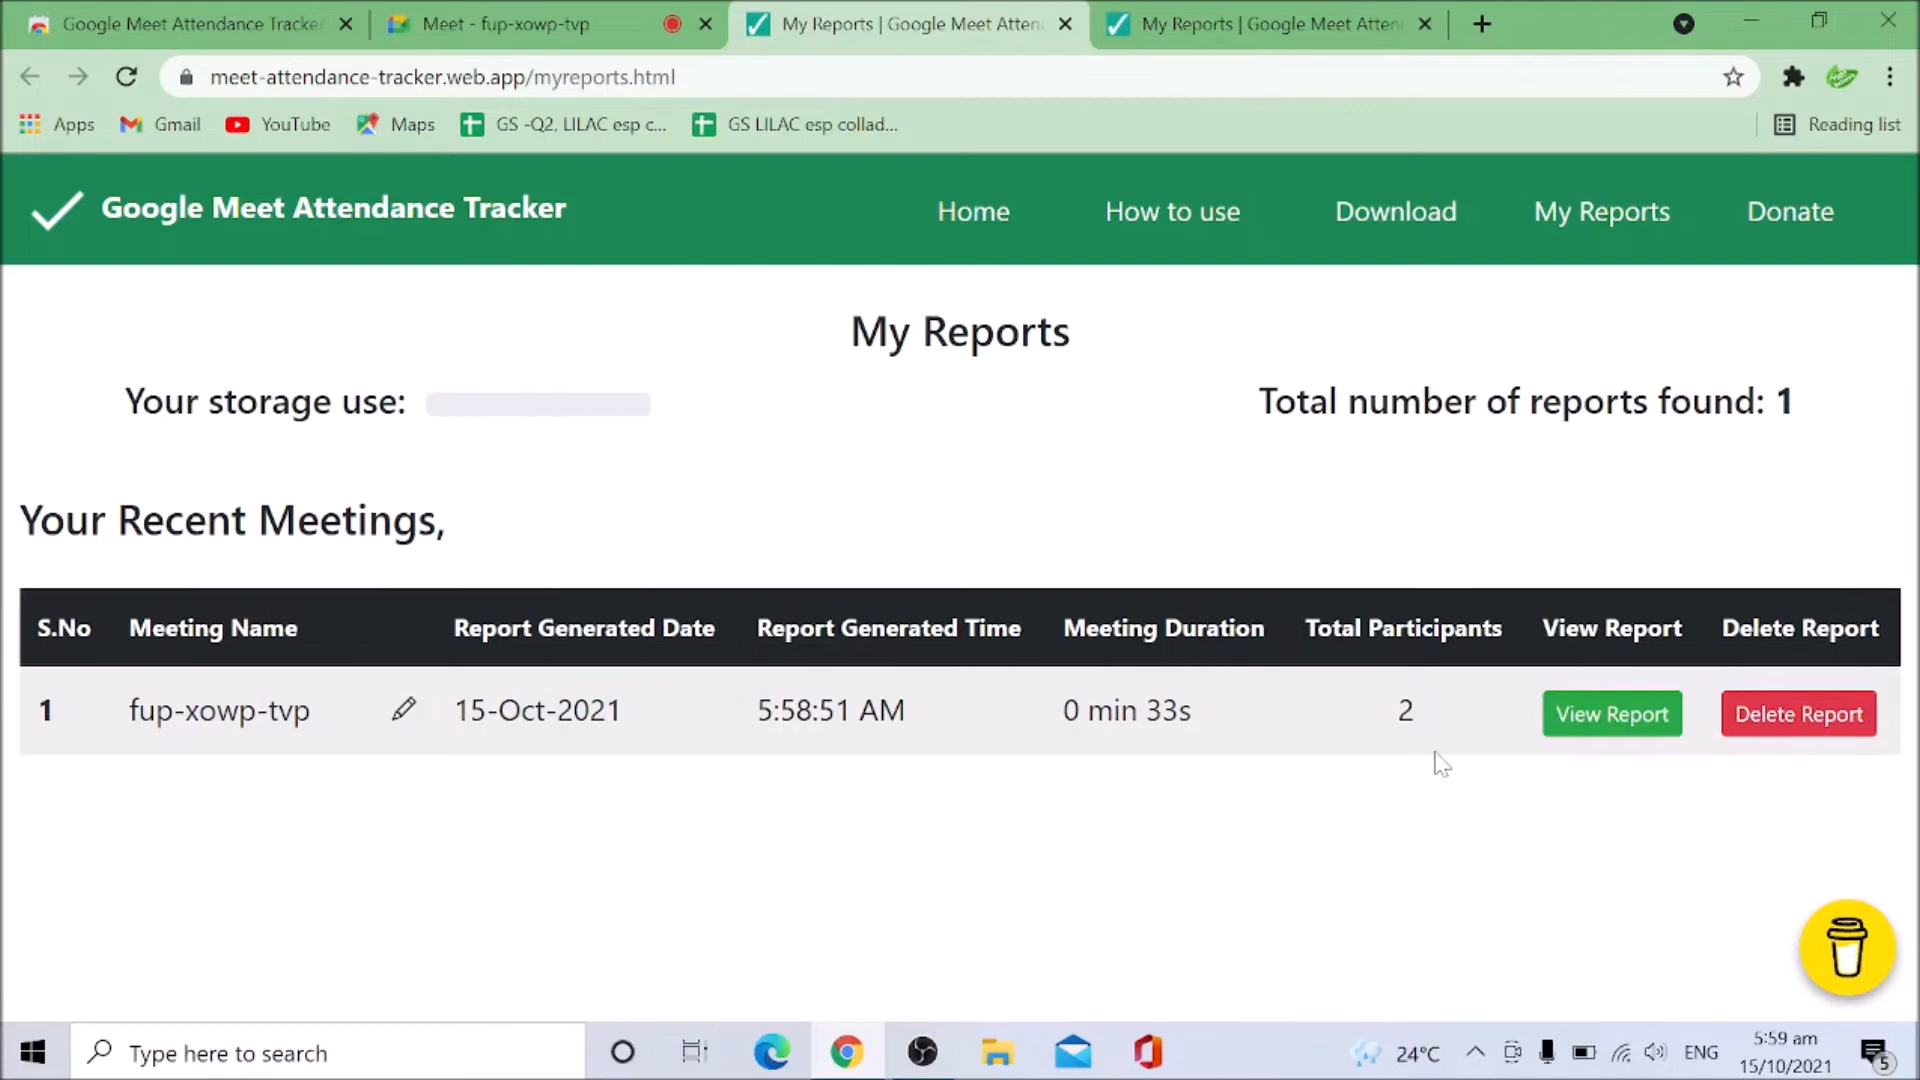 Google Meet Attendance Tracker
Meet - fup-xowp-tvp
My Reports | Google Meet Atten
My Reports | Google Meet Atten
meet-attendance-tracker.web.app/myreports.html
Apps
Gmail
YouTube
Maps
GS -Q2, LILAC esp c...
GS LILAC esp collad...
Reading list
Google Meet Attendance Tracker
Home
How to use
Download
My Reports
Donate
My Reports
Your storage use:
Total number of reports found: 1
Your Recent Meetings,
S.No Meeting Name Report Generated Date Report Generated Time Meeting Duration Total Participants View Report Delete Report
1 fup-xowp-tvp 15-Oct-2021 5:58:51 AM 0 min 33s 2 View Report Delete Report
Type here to search
24°C
ENG
5:59 am
15/10/2021
5